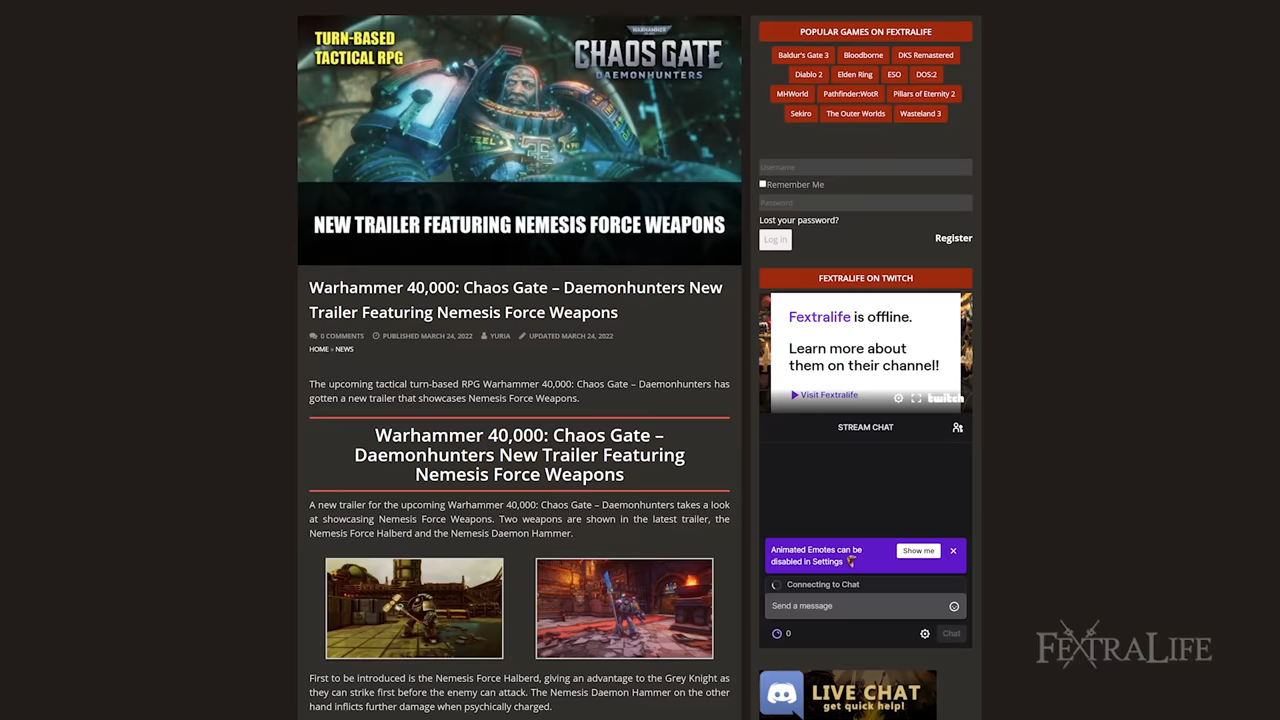 TURN-BASED
TACTICAL RPG
WARHAMMER
CHAOS GATE
DAEMONHUNTERS
NEW TRAILER FEATURING NEMESIS FORCE WEAPONS
Warhammer 40,000: Chaos Gate – Daemonhunters New
Trailer Featuring Nemesis Force Weapons
0 COMMENTS PUBLISHED MARCH 24, 2022 YURIA UPDATED MARCH 24, 2022
HOME » NEWS
The upcoming tactical turn-based RPG Warhammer 40,000: Chaos Gate – Daemonhunters has
gotten a new trailer that showcases Nemesis Force Weapons.
Warhammer 40,000: Chaos Gate –
Daemonhunters New Trailer Featuring
Nemesis Force Weapons
A new trailer for the upcoming Warhammer 40,000: Chaos Gate – Daemonhunters takes a look
at showcasing Nemesis Force Weapons. Two weapons are shown in the latest trailer, the
Nemesis Force Halberd and the Nemesis Daemon Hammer.
First to be introduced is the Nemesis Force Halberd, giving an advantage to the Grey Knight as
they can strike first before the enemy can attack. The Nemesis Daemon Hammer on the other
hand inflicts further damage when psychically charged.
POPULAR GAMES ON FEXTRALIFE
Baldur's Gate 3 Bloodborne DKS Remastered
Diablo 2 Elden Ring ESO DOS:2
MHWorld Pathfinder:WotR Pillars of Eternity 2
Sekiro The Outer Worlds Wasteland 3
Username
Remember Me
Password
Lost your password?
Log in Register
FEXTRALIFE ON TWITCH
Fextralife is offline.
Learn more about
them on their channel!
Visit Fextralife twitch
STREAM CHAT
Animated Emotes can be
disabled in Settings
Show me
Connecting to Chat
Send a message
0 Chat
LIVE CHAT
get quick help!
FEXTRALIFE